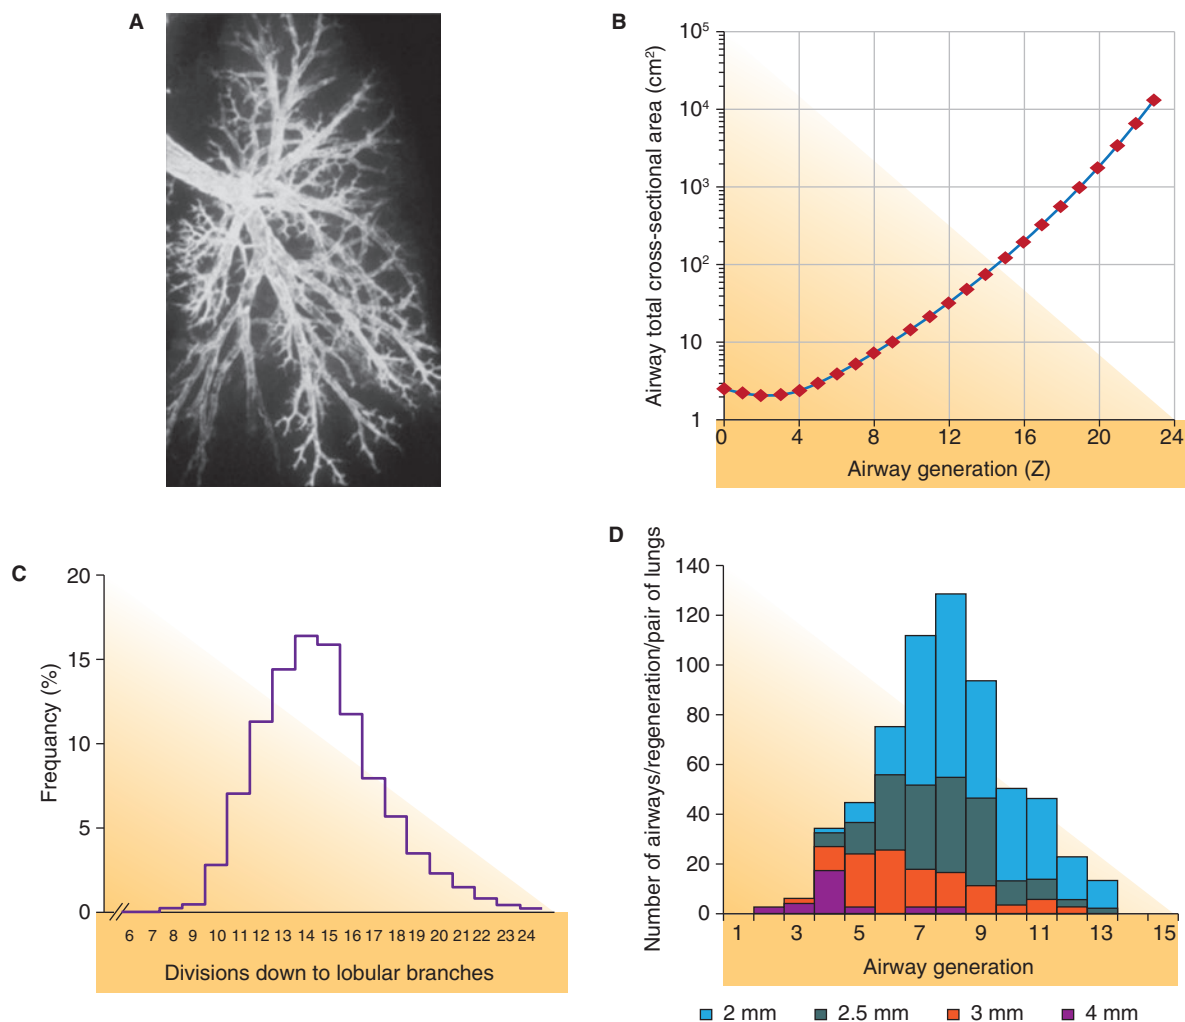 A
B
Airway total cross-sectional area (cm²)
10⁵
10⁴
10³
10²
10
1
0 4 8 12 16 20 24
Airway generation (Z)
C
Frequancy (%)
20
15
10
5
0
6 7 8 9 10 11 12 13 14 15 16 17 18 19 20 21 22 23 24
Divisions down to lobular branches
D
Number of airways/regeneration/pair of lungs
140
120
100
80
60
40
20
0
1 3 5 7 9 11 13 15
Airway generation
2 mm 2.5 mm 3 mm 4 mm